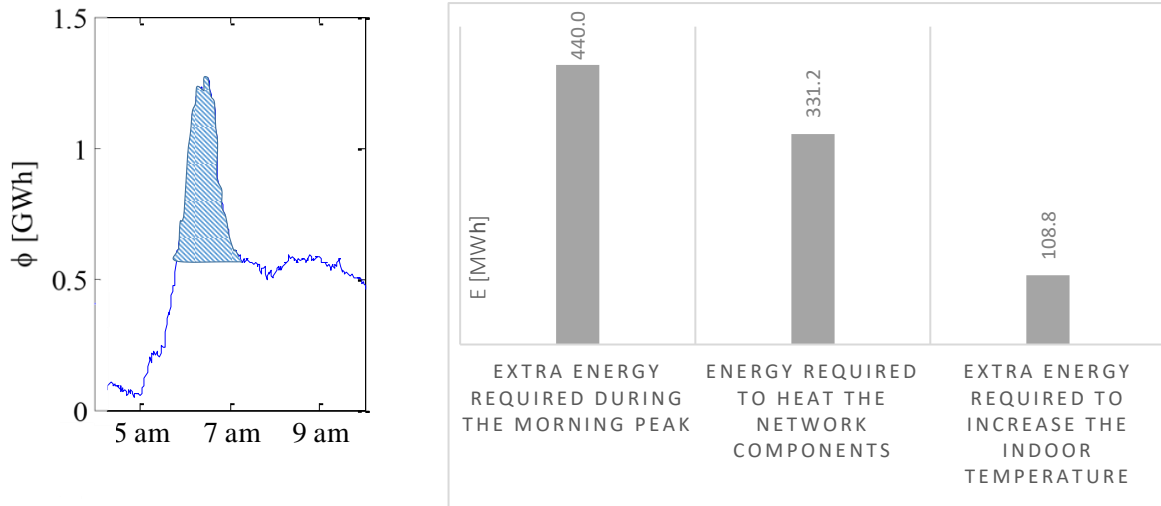 1.5
1
0.5
0
ϕ [GWh]
5 am 7 am 9 am
E [MWh]
440.0
331.2
108.8
EXTRA ENERGY
REQUIRED DURING
THE MORNING PEAK
ENERGY REQUIRED
TO HEAT THE
NETWORK
COMPONENTS
EXTRA ENERGY
REQUIRED TO
INCREASE THE
INDOOR
TEMPERATURE